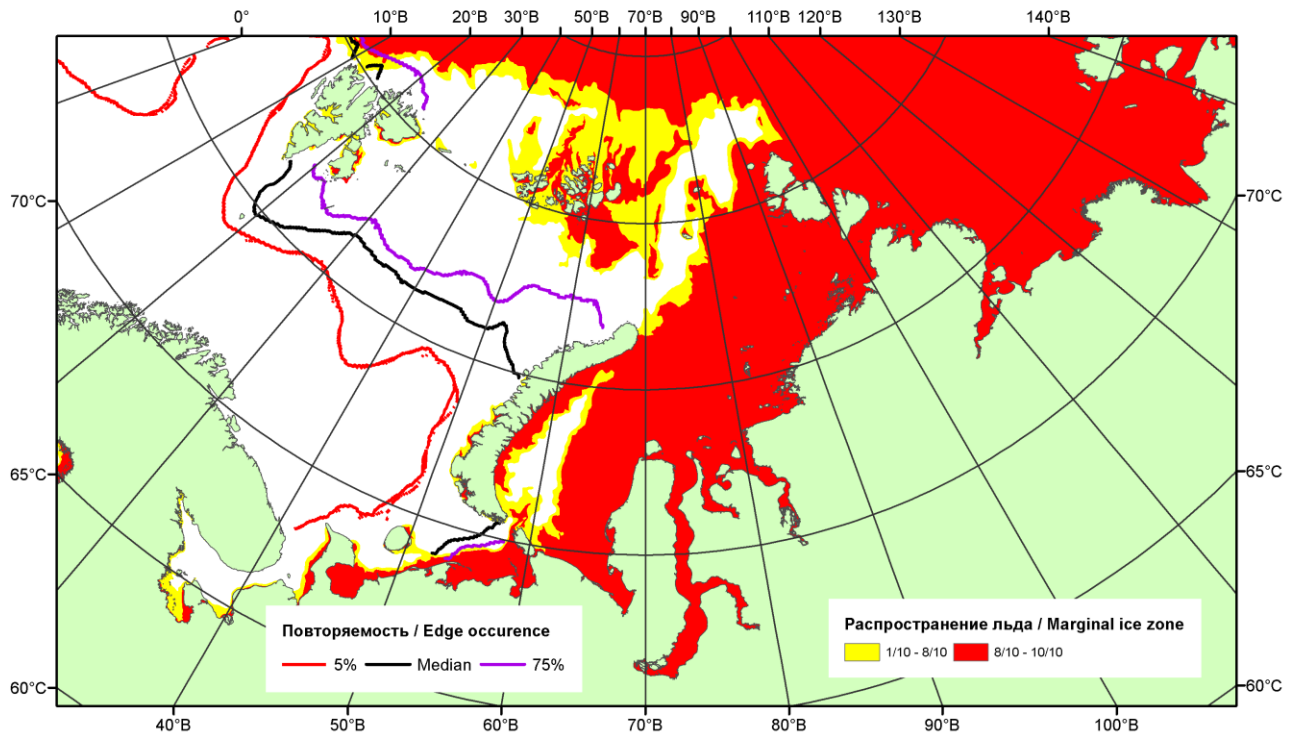 0° 10°В 20°В 30°В 50°В 70°В 90°В 110°В 120°В 130°В 140°В
70°С 70°С
65°С 65°С
60°С 60°С
Повторяемость / Edge occurence
5% Median 75%
Распространение льда / Marginal ice zone
1/10 - 8/10 8/10 - 10/10
40°В 50°В 60°В 70°В 80°В 90°В 100°В